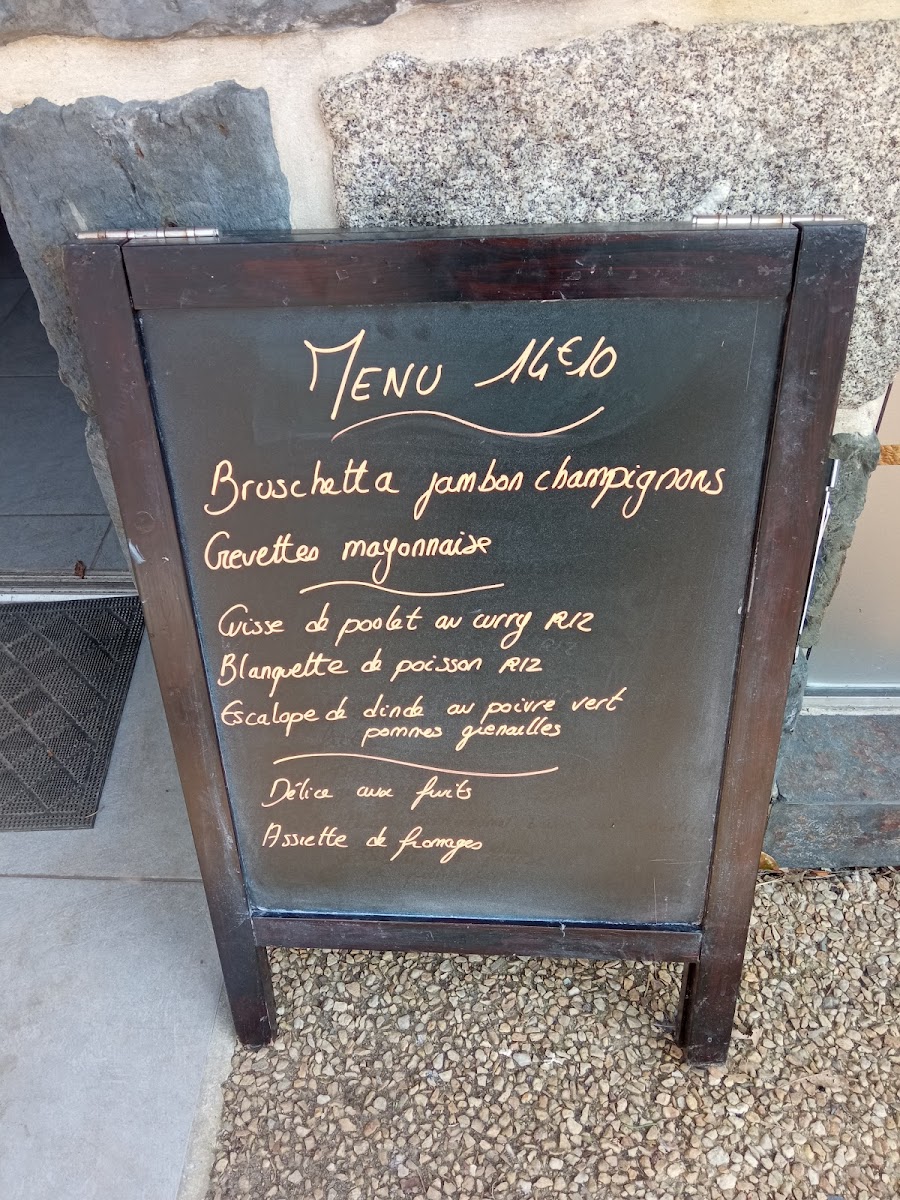 MENU 14€10
Bruschetta jambon champignons
Crevettes mayonnaise
Cuisse de poulet au curry RIZ
Blanquette de poisson RIZ
Escalope de dinde au poivre vert
pommes grenailles
Délice aux fruits
Assiette de fromages